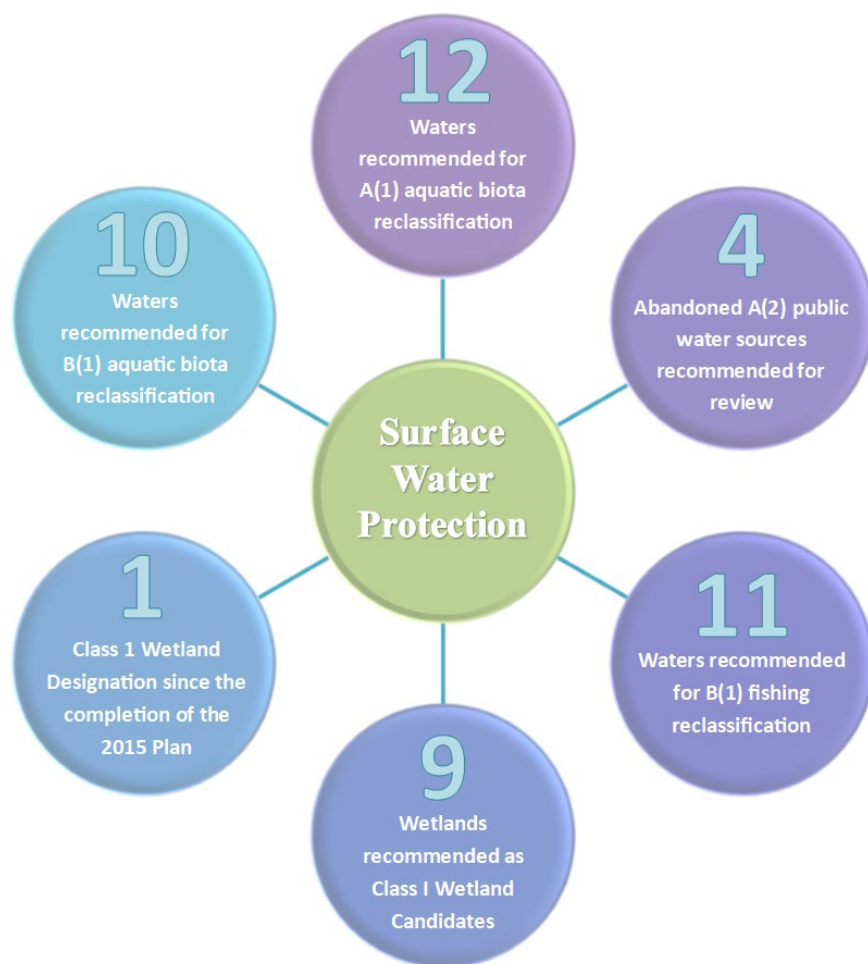 12
Waters
recommended for
A(1) aquatic biota
reclassification
4
Abandoned A(2) public
water sources
recommended for
review
11
Waters recommended
for B(1) fishing
reclassification
9
Wetlands
recommended as
Class I Wetland
Candidates
1
Class 1 Wetland
Designation since the
completion of the
2015 Plan
10
Waters
recommended for
B(1) aquatic biota
reclassification
Surface
Water
Protection